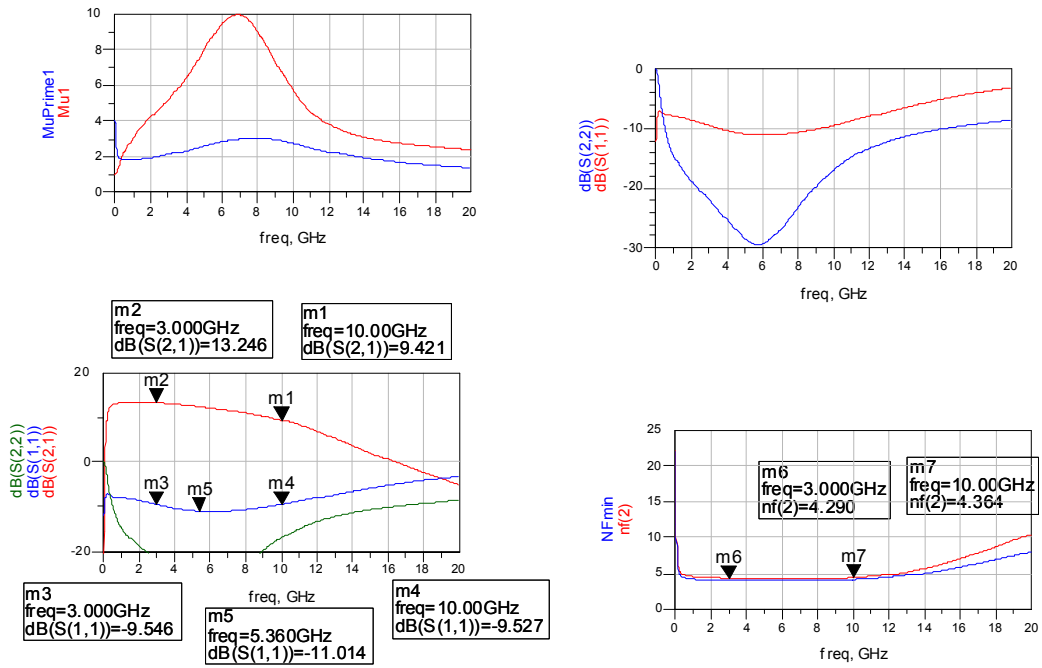 10
8
6
4
2
0
MuPrime1
Mu1
0 2 4 6 8 10 12 14 16 18 20
freq, GHz
0
-10
-20
-30
dB(S(2,2))
dB(S(1,1))
0 2 4 6 8 10 12 14 16 18 20
freq, GHz
m2
freq=3.000GHz
dB(S(2,1))=13.246
m1
freq=10.00GHz
dB(S(2,1))=9.421
20
0
-20
dB(S(2,2))
dB(S(1,1))
dB(S(2,1))
m2
m1
m3
m5
m4
0 2 4 6 8 10 12 14 16 18 20
freq, GHz
m3
freq=3.000GHz
dB(S(1,1))=-9.546
m5
freq=5.360GHz
dB(S(1,1))=-11.014
m4
freq=10.00GHz
dB(S(1,1))=-9.527
25
20
15
10
5
0
NFmin
nf(2)
m6
freq=3.000GHz
nf(2)=4.290
m7
freq=10.00GHz
nf(2)=4.364
m6
m7
0 2 4 6 8 10 12 14 16 18 20
freq, GHz